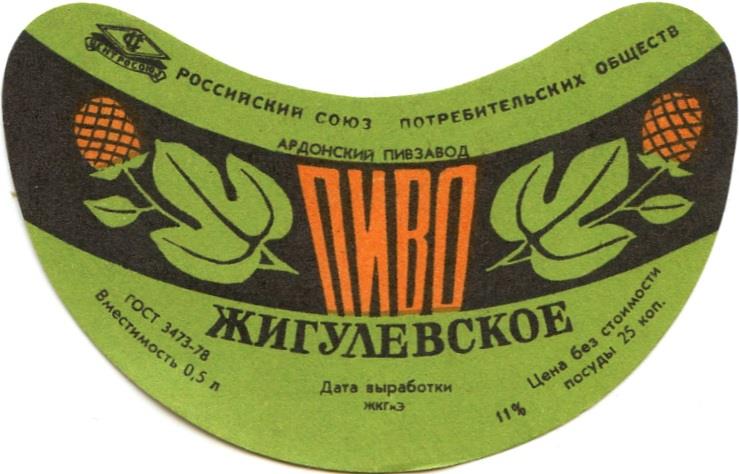 ЦЕНТРОСОЮЗ
РОССИЙСКИЙ СОЮЗ ПОТРЕБИТЕЛЬСКИХ ОБЩЕСТВ
АРДОНСКИЙ ПИВЗАВОД
ПИВО
ЖИГУЛЕВСКОЕ
ГОСТ 3473-78
Вместимость 0,5 л
Дата выработки
ЖКГиЭ
11%
Цена без стоимости
посуды 25 коп.